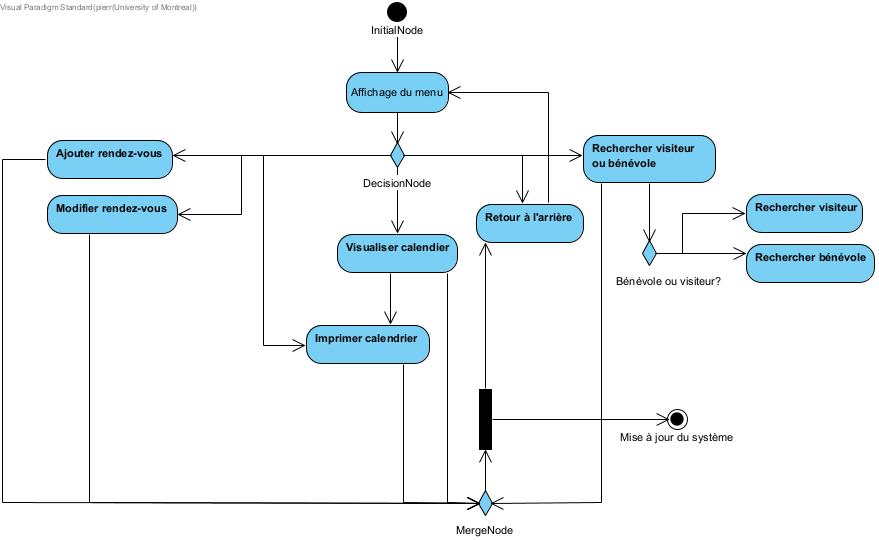 Visual Paradigm Standard(pierr(University of Montreal))
InitialNode
Affichage du menu
Ajouter rendez-vous
Rechercher visiteur
ou bénévole
DecisionNode
Modifier rendez-vous
Retour à l'arrière
Rechercher visiteur
Visualiser calendier
Rechercher bénévole
Bénévole ou visiteur?
Imprimer calendrier
Mise à jour du système
MergeNode